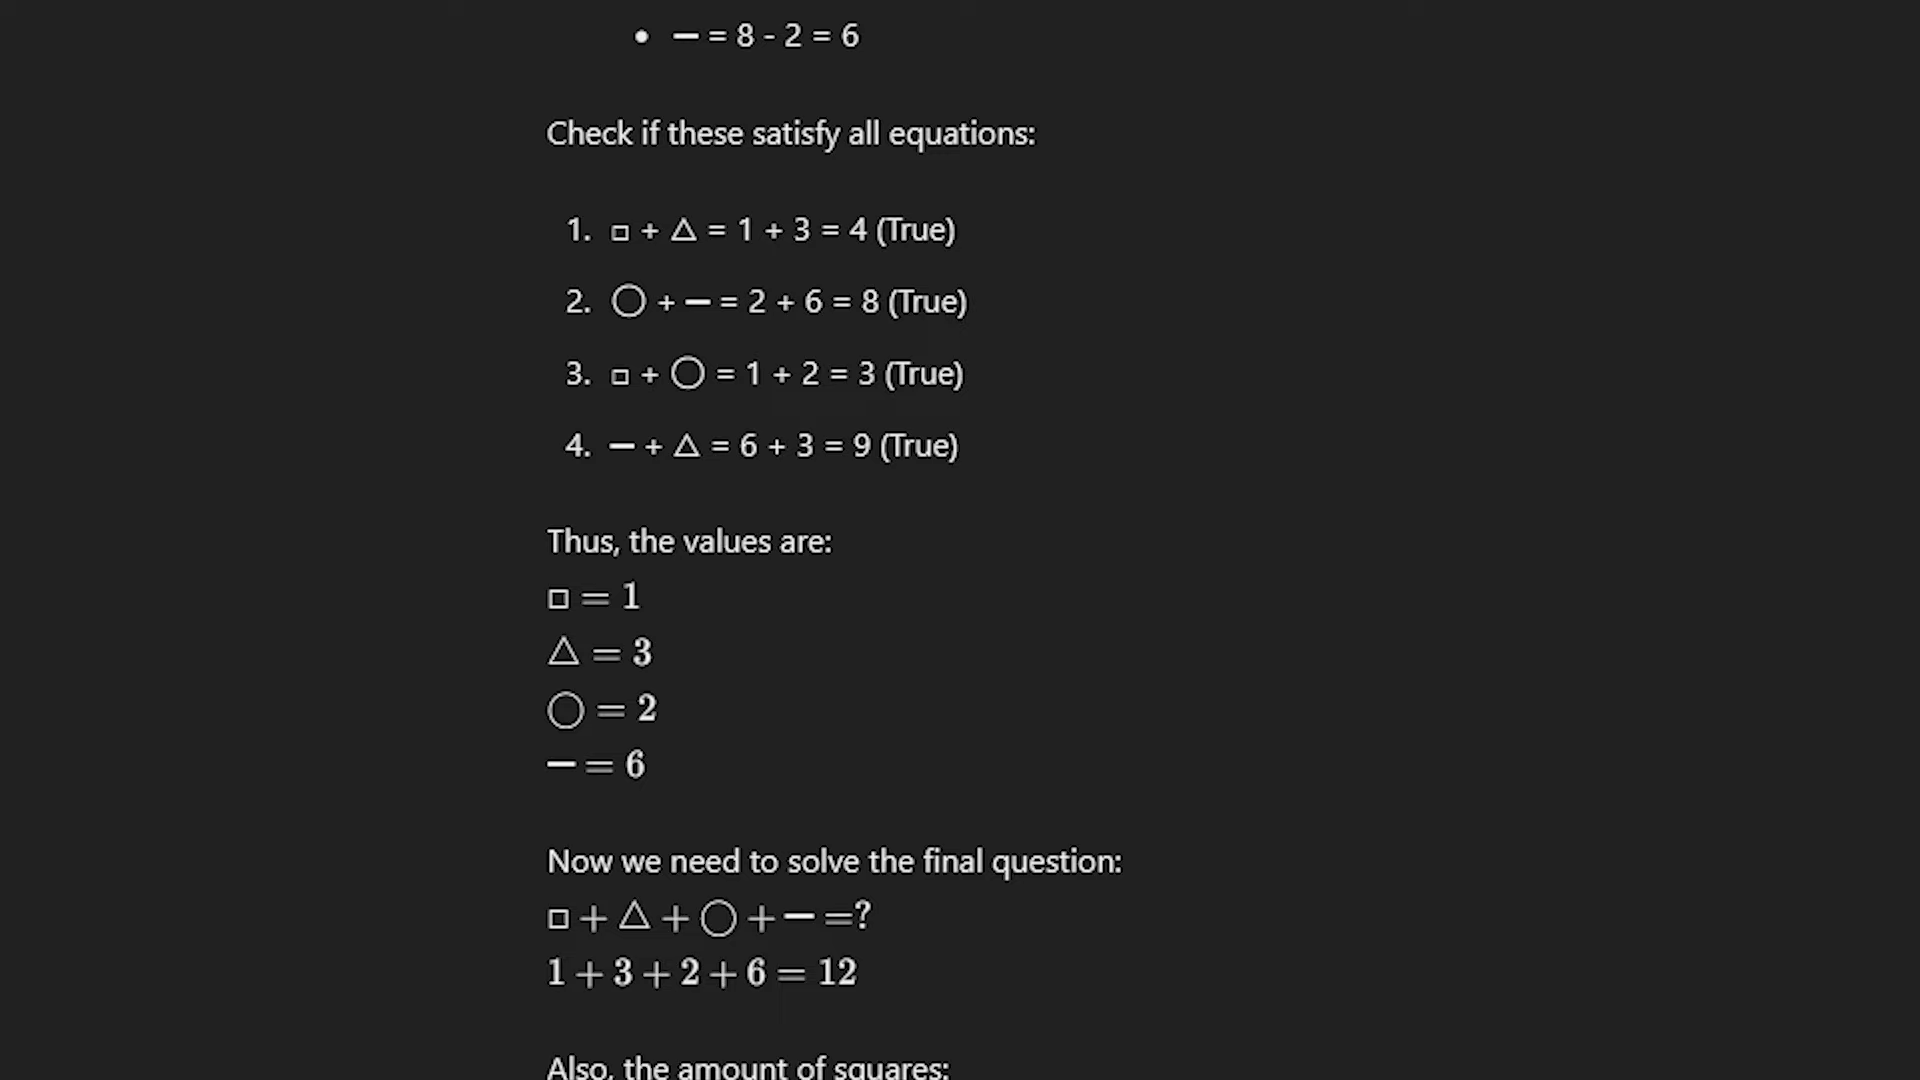 • — = 8 - 2 = 6
Check if these satisfy all equations:
1. □ + △ = 1 + 3 = 4 (True)
2. ◯ + — = 2 + 6 = 8 (True)
3. □ + ◯ = 1 + 2 = 3 (True)
4. — + △ = 6 + 3 = 9 (True)
Thus, the values are:
□ = 1
△ = 3
◯ = 2
— = 6
Now we need to solve the final question:
□ + △ + ◯ + — =?
1 + 3 + 2 + 6 = 12
Also, the amount of squares: